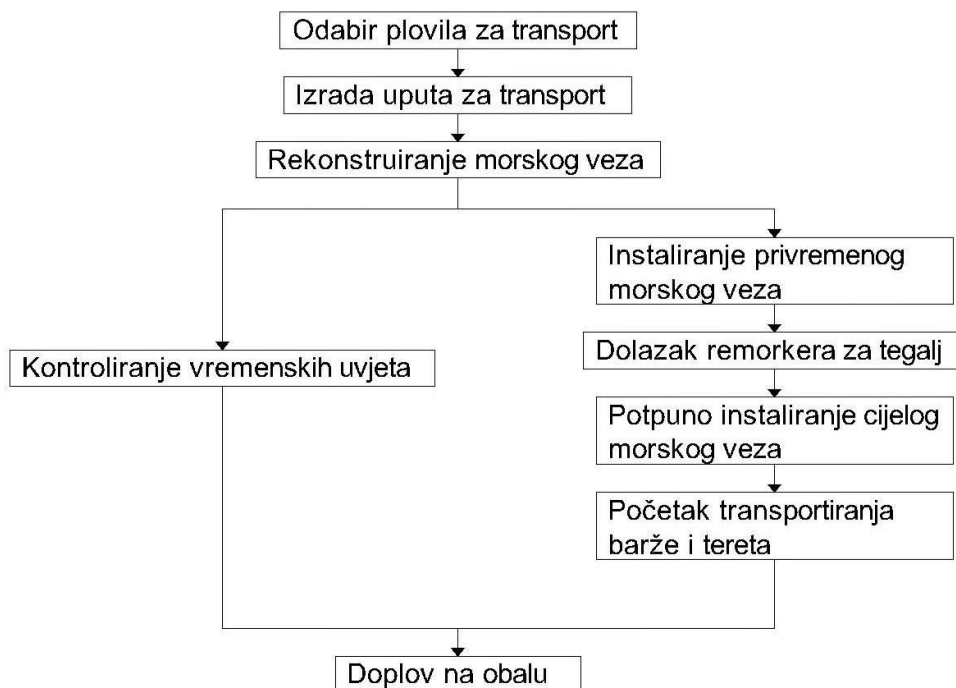 Odabir plovila za transport
Izrada uputa za transport
Rekonstruiranje morskog veza
Instaliranje privremenog
morskog veza
Dolazak remorkera za tegalj
Kontroliranje vremenskih uvjeta
Potpuno instaliranje cijelog
morskog veza
Početak transportiranja
barže i tereta
Doplov na obalu